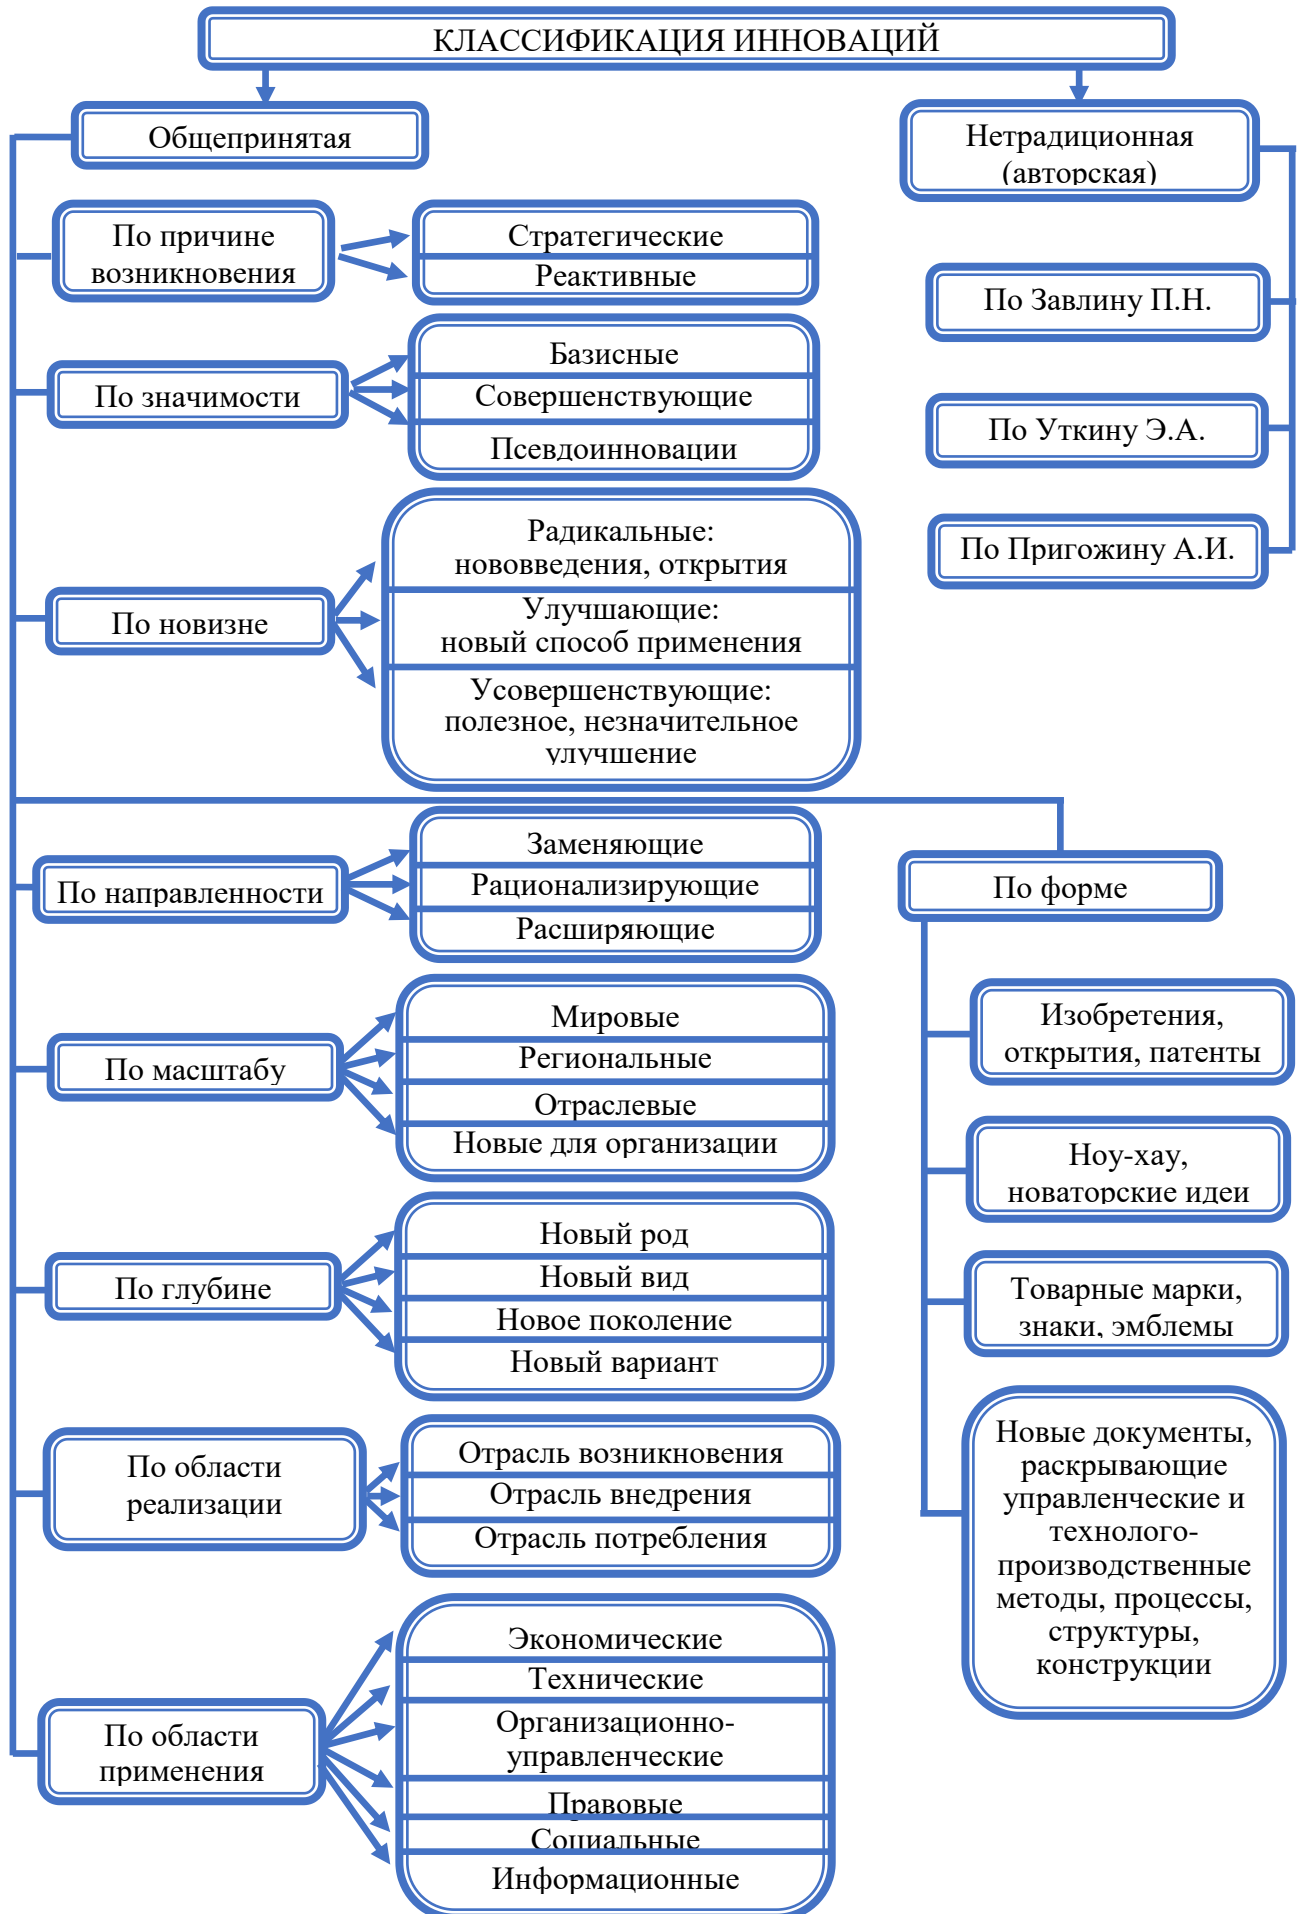 КЛАССИФИКАЦИЯ ИННОВАЦИЙ
Общепринятая
Нетрадиционная
(авторская)
По причине
возникновения
Стратегические
Реактивные
По Завлину П.Н.
По значимости
Базисные
Совершенствующие
Псевдоинновации
По Уткину Э.А.
По Пригожину А.И.
По новизне
Радикальные:
нововведения, открытия
Улучшающие:
новый способ применения
Усовершенствующие:
полезное, незначительное
улучшение
По направленности
Заменяющие
Рационализирующие
Расширяющие
По форме
Изобретения,
открытия, патенты
Ноу-хау,
новаторские идеи
Товарные марки,
знаки, эмблемы
Новые документы,
раскрывающие
управленческие и
технолого-
производственные
методы, процессы,
структуры,
конструкции
По масштабу
Мировые
Региональные
Отраслевые
Новые для организации
По глубине
Новый род
Новый вид
Новое поколение
Новый вариант
По области
реализации
Отрасль возникновения
Отрасль внедрения
Отрасль потребления
По области
применения
Экономические
Технические
Организационно-
управленческие
Правовые
Социальные
Информационные